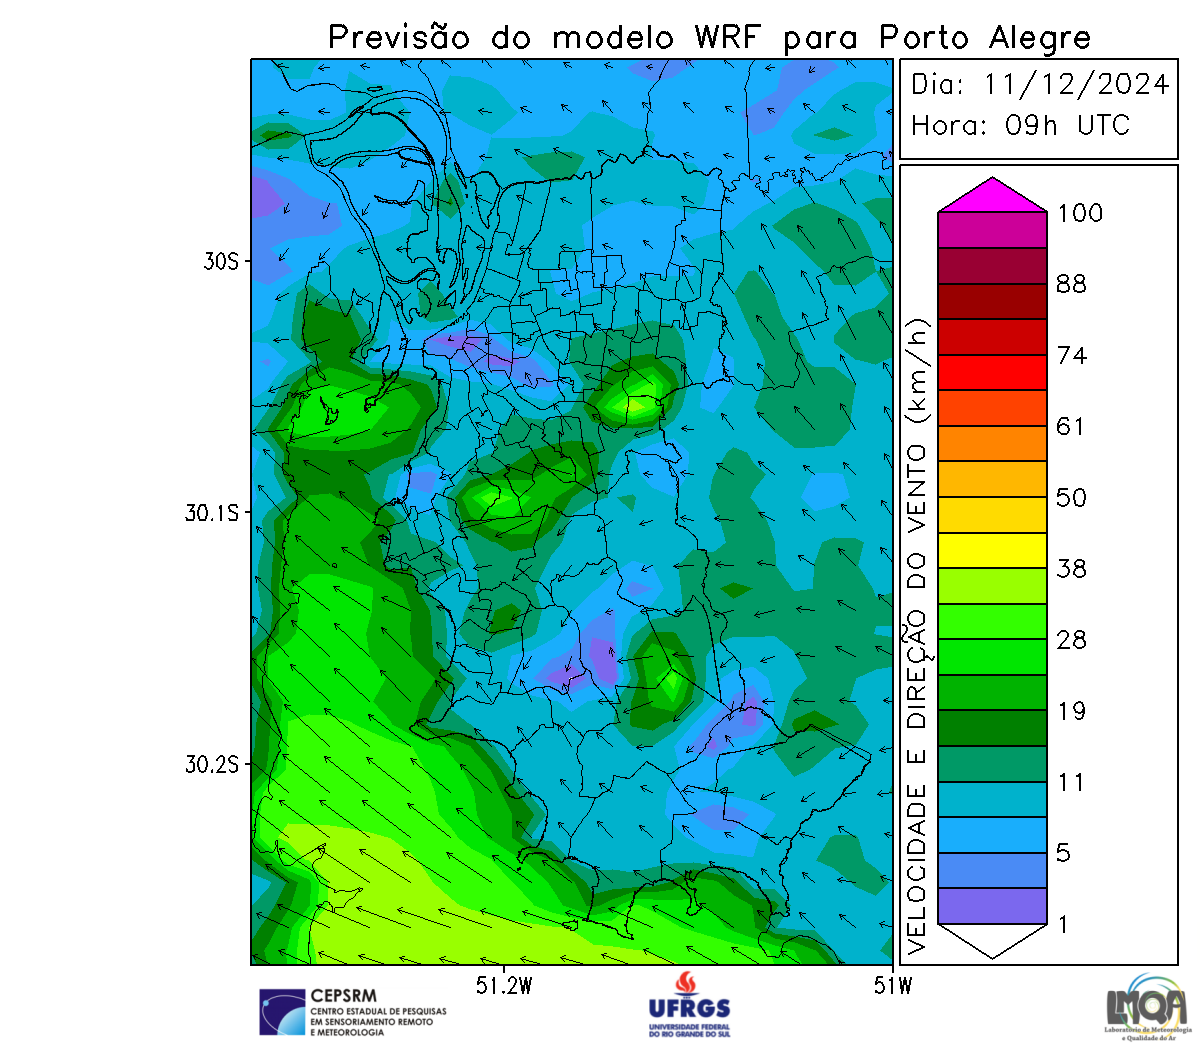 Previsão do modelo WRF para Porto Alegre
Dia: 11/12/2024
Hora: 09h UTC
100
88
74
61
50
38
28
19
11
5
1
VELOCIDADE E DIREÇÃO DO VENTO (km/h)
30S
30.1S
30.2S
51.2W
51W
CEPSRM
CENTRO ESTADUAL DE PESQUISAS
EM SENSORIAMENTO REMOTO
E METEOROLOGIA
UFRGS
UNIVERSIDADE FEDERAL
DO RIO GRANDE DO SUL
LMQA
Laboratório de Meteorologia
e Qualidade do Ar